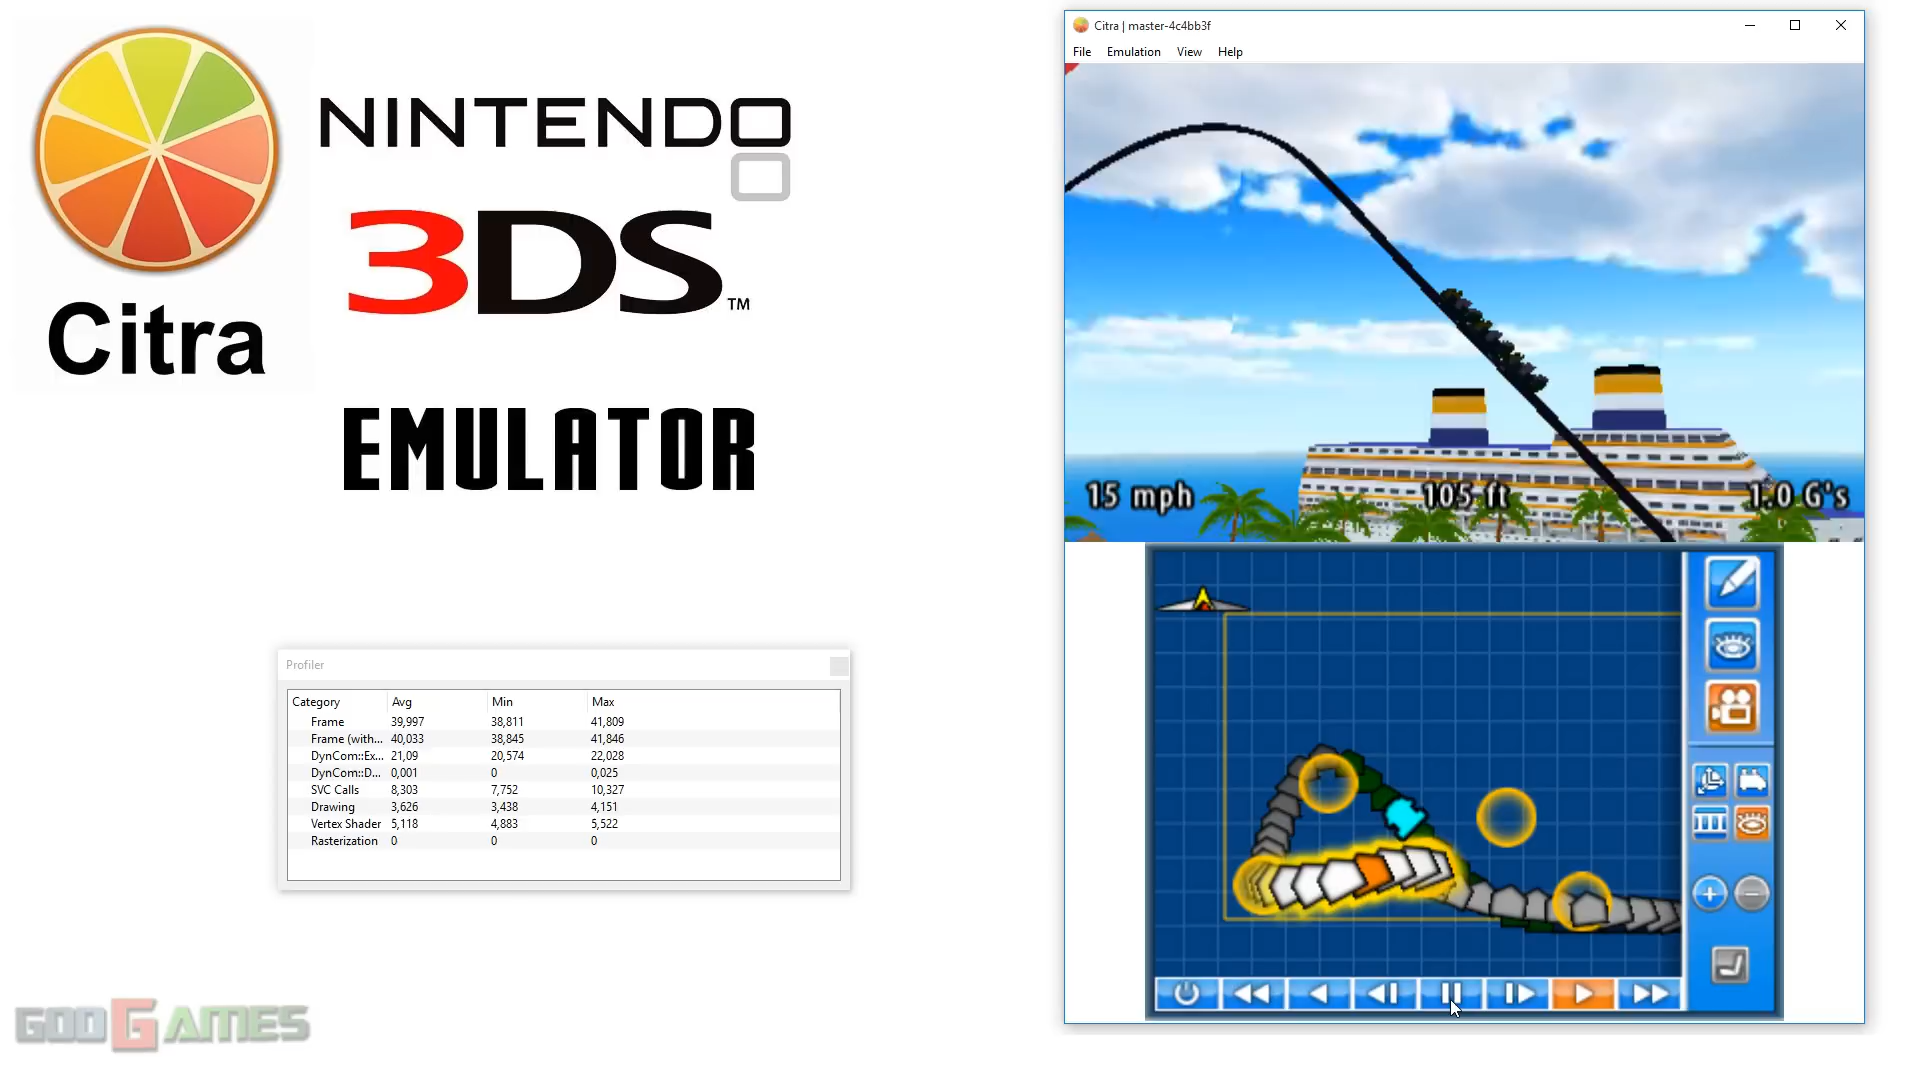 Citra
NINTENDO
3DS™
EMULATOR
Profiler
Category Avg Min Max
Frame 39,997 38,811 41,809
Frame (with... 40,033 38,845 41,846
DynCom::Ex... 21,09 20,574 22,028
DynCom::D... 0,001 0 0,025
SVC Calls 8,303 7,752 10,327
Drawing 3,626 3,438 4,151
Vertex Shader 5,118 4,883 5,522
Rasterization 0 0 0
GODGAMES
Citra | master-4c4bb3f
File Emulation View Help
15 mph 105 ft 1.0 G's